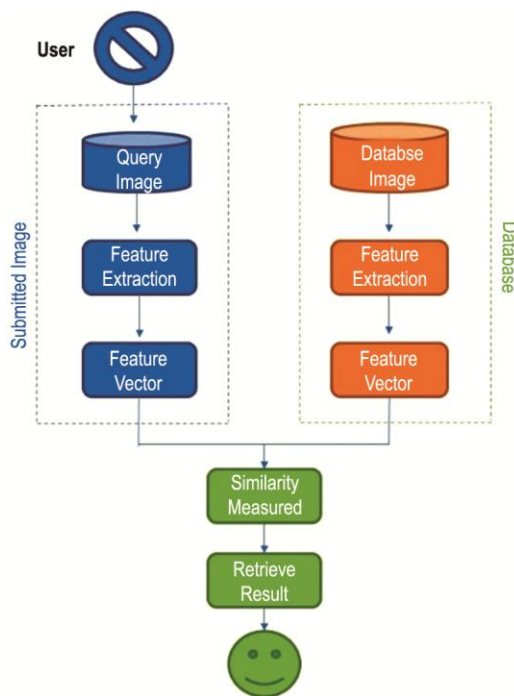 User
Submitted Image
Query
Image
Feature
Extraction
Feature
Vector
Databse
Image
Feature
Extraction
Feature
Vector
Database
Similarity
Measured
Retrieve
Result